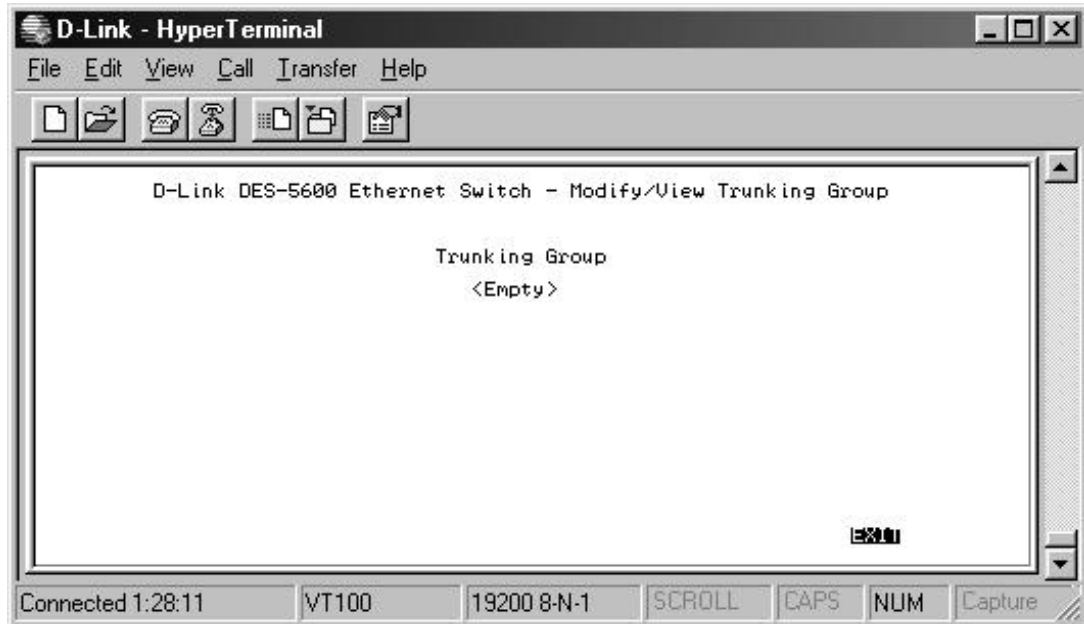 D-Link - HyperTerminal
File Edit View Call Transfer Help
D-Link DES-5600 Ethernet Switch - Modify/View Trunking Group
Trunking Group
<Empty>
EXIT
Connected 1:28:11 VT100 19200 8-N-1 SCROLL CAPS NUM Capture